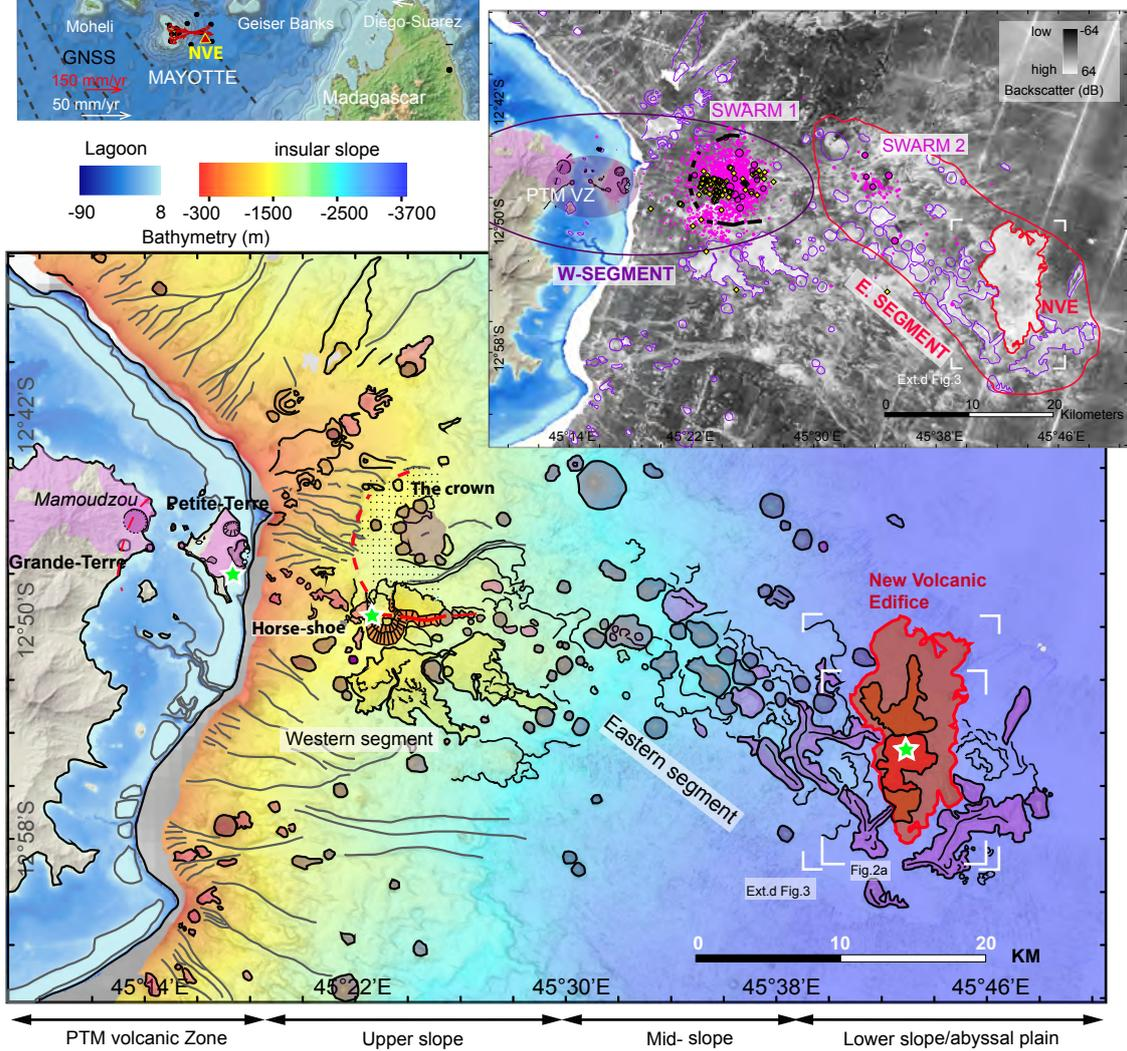 Moheli
Geiser Banks
Diego-Suarez
GNSS
NVE
150 mm/yr
MAYOTTE
50 mm/yr
Madagascar
Lagoon
insular slope
-90
8
-300
-1500
-2500
-3700
Bathymetry (m)
low
-64
high
64
Backscatter (dB)
12°42'S
SWARM 1
SWARM 2
PTM VZ
12°50'S
W-SEGMENT
E. SEGMENT
NVE
12°58'S
Ext.d Fig.3
0
10
20
Kilometers
45°14'E
45°22'E
45°30'E
45°38'E
45°46'E
12°42'S
Mamoudzou
Petite-Terre
The crown
Grande-Terre
New Volcanic
Edifice
12°50'S
Horse-shoe
Western segment
Eastern segment
12°58'S
Fig.2a
Ext.d Fig.3
0
10
20
KM
45°14'E
45°22'E
45°30'E
45°38'E
45°46'E
PTM volcanic Zone
Upper slope
Mid- slope
Lower slope/abyssal plain